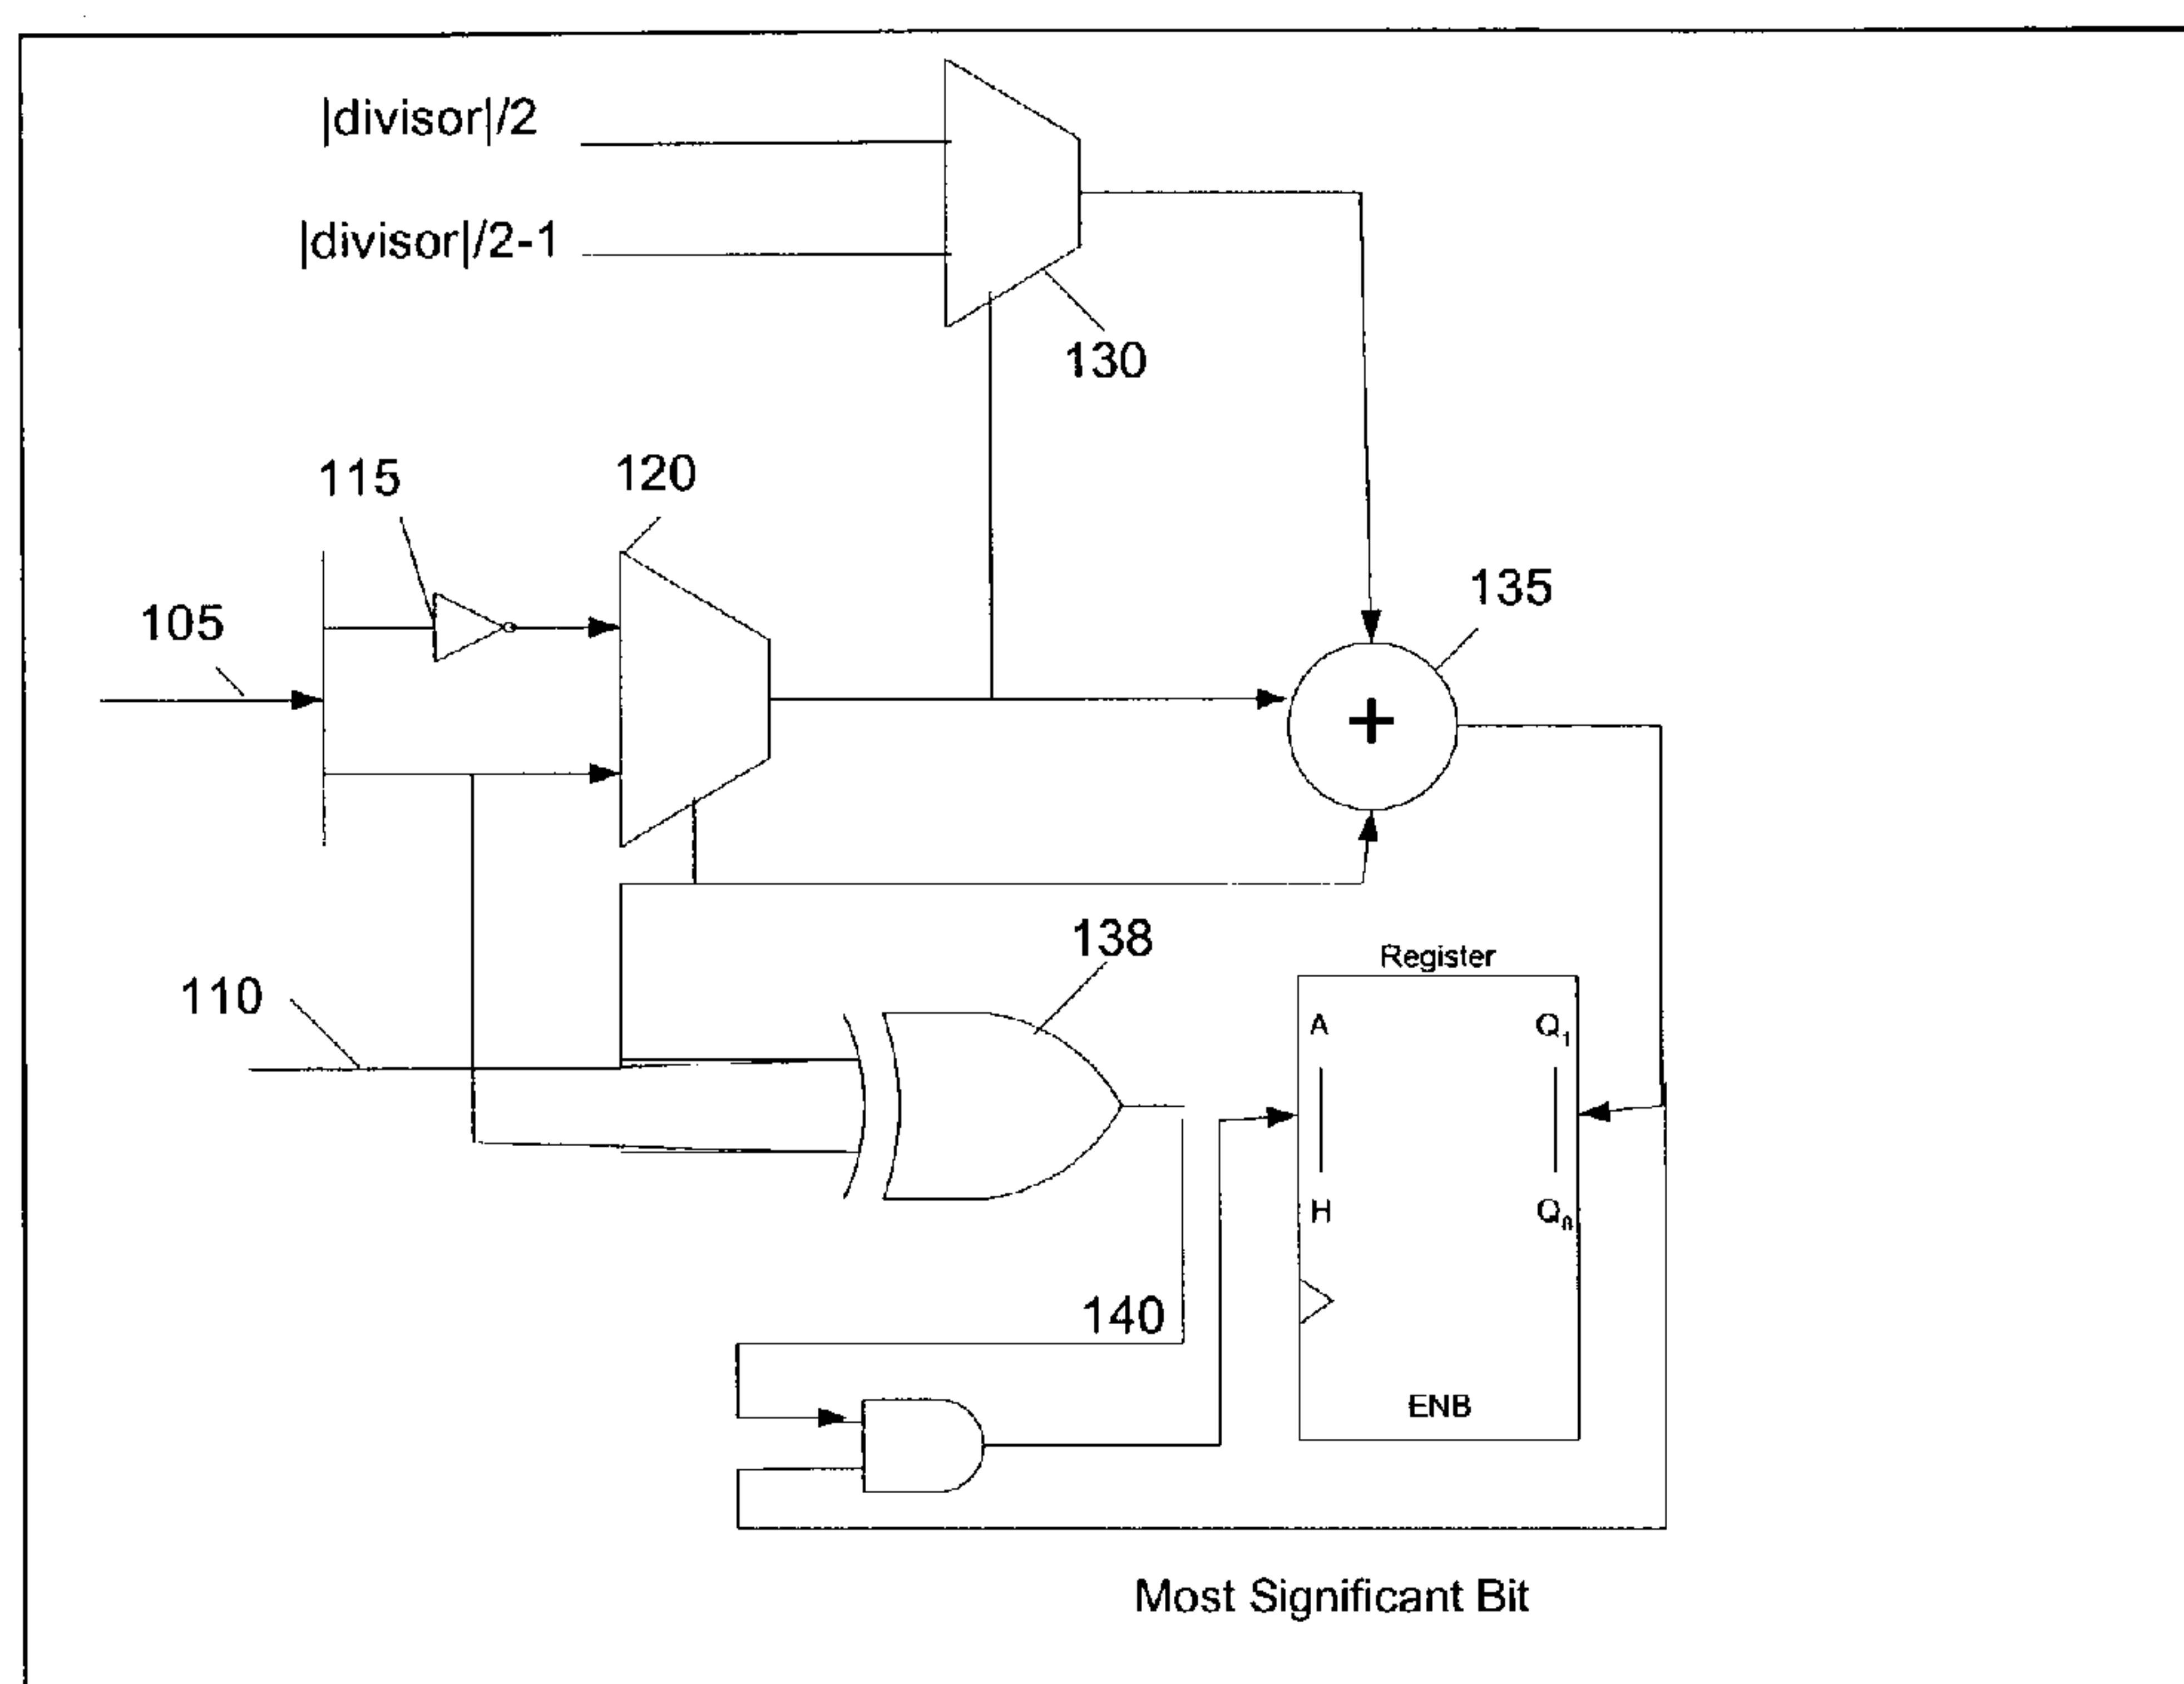 |divisor|/2
|divisor|/2-1
130
115
120
105
135
138
110
Register
A
Q1
H
Qn
140
ENB
Most Significant Bit